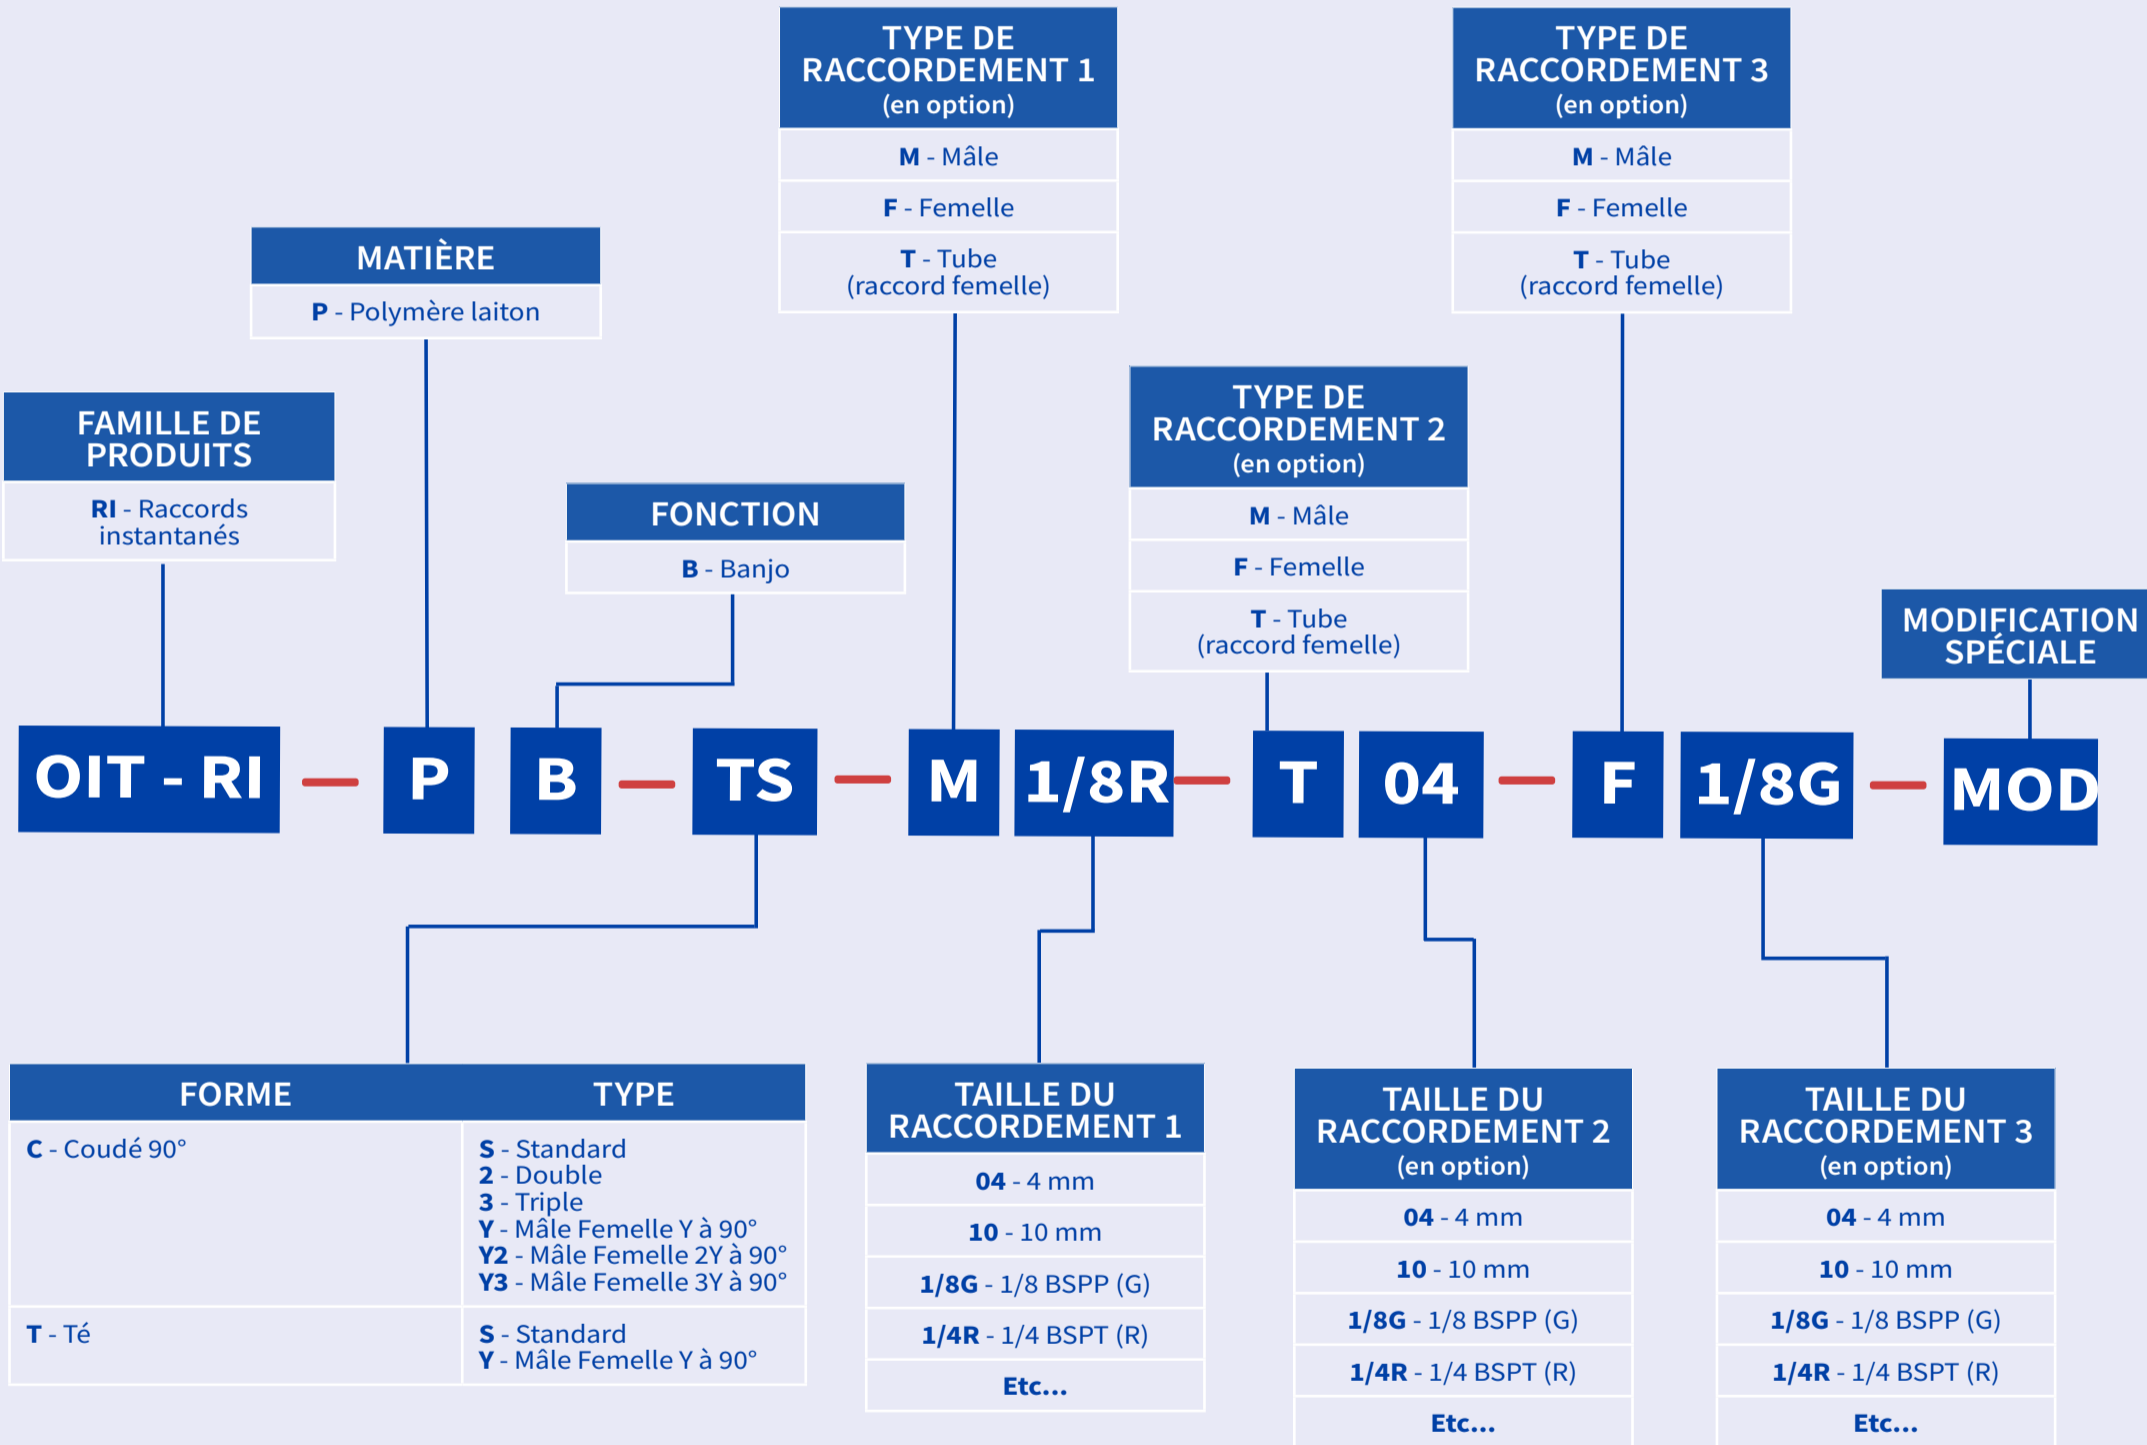 TYPE DE
RACCORDEMENT 1
(en option)
M - Mâle
F - Femelle
T - Tube
(raccord femelle)
TYPE DE
RACCORDEMENT 3
(en option)
M - Mâle
F - Femelle
T - Tube
(raccord femelle)
MATIÈRE
P - Polymère laiton
TYPE DE
RACCORDEMENT 2
(en option)
M - Mâle
F - Femelle
T - Tube
(raccord femelle)
FAMILLE DE
PRODUITS
RI - Raccords
instantanés
FONCTION
B - Banjo
MODIFICATION
SPÉCIALE
OIT - RI — P B — TS — M 1/8R — T 04 — F 1/8G — MOD
FORME TYPE
C - Coudé 90°
S - Standard
2 - Double
3 - Triple
Y - Mâle Femelle Y à 90°
Y2 - Mâle Femelle 2Y à 90°
Y3 - Mâle Femelle 3Y à 90°
T - Té
S - Standard
Y - Mâle Femelle Y à 90°
TAILLE DU
RACCORDEMENT 1
04 - 4 mm
10 - 10 mm
1/8G - 1/8 BSPP (G)
1/4R - 1/4 BSPT (R)
Etc...
TAILLE DU
RACCORDEMENT 2
(en option)
04 - 4 mm
10 - 10 mm
1/8G - 1/8 BSPP (G)
1/4R - 1/4 BSPT (R)
Etc...
TAILLE DU
RACCORDEMENT 3
(en option)
04 - 4 mm
10 - 10 mm
1/8G - 1/8 BSPP (G)
1/4R - 1/4 BSPT (R)
Etc...